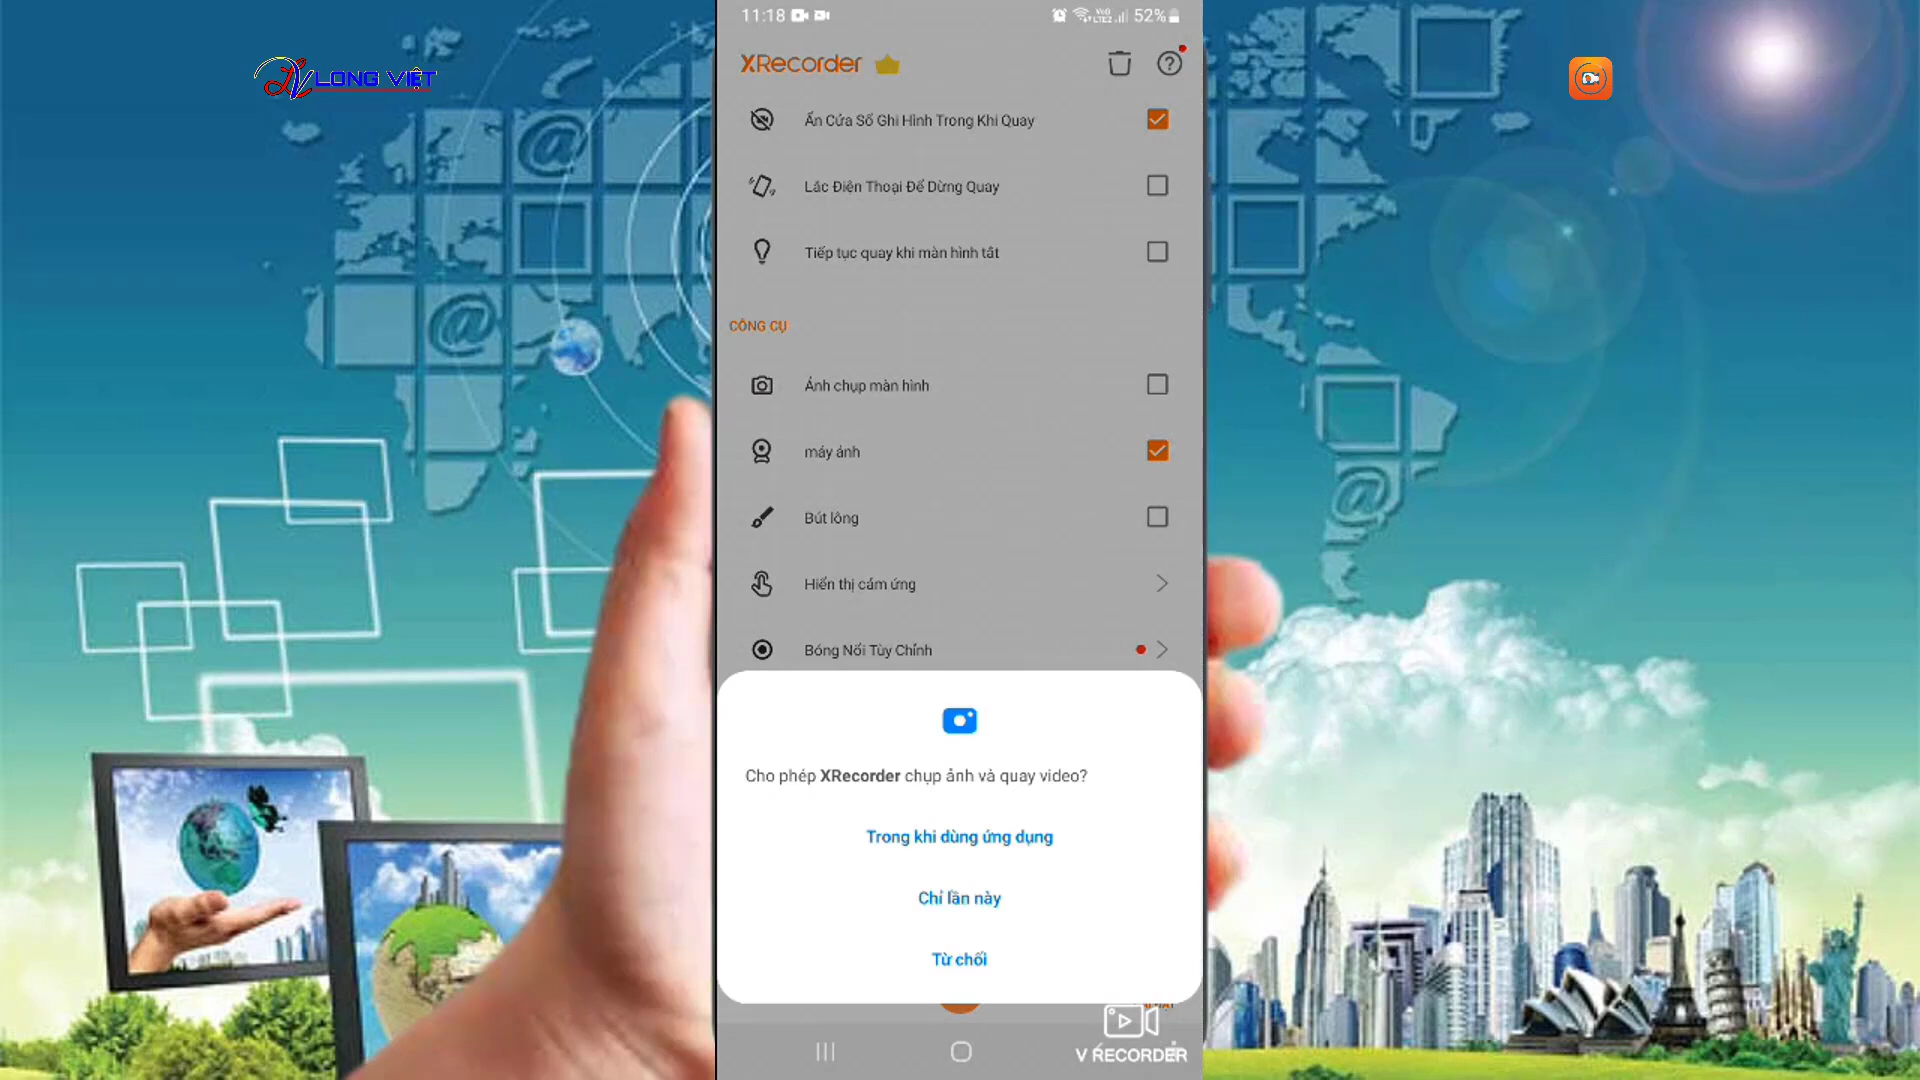 11:18
VoD
LTE2
52%
LONG VIỆT
XRecorder
Ẩn Cửa Sổ Ghi Hình Trong Khi Quay
Lắc Điện Thoại Để Dừng Quay
Tiếp tục quay khi màn hình tắt
CÔNG CỤ
Ảnh chụp màn hình
máy ảnh
Bút lông
Hiển thị cảm ứng
Bóng Nổi Tùy Chỉnh
Cho phép XRecorder chụp ảnh và quay video?
Trong khi dùng ứng dụng
Chỉ lần này
Từ chối
V RECORDER